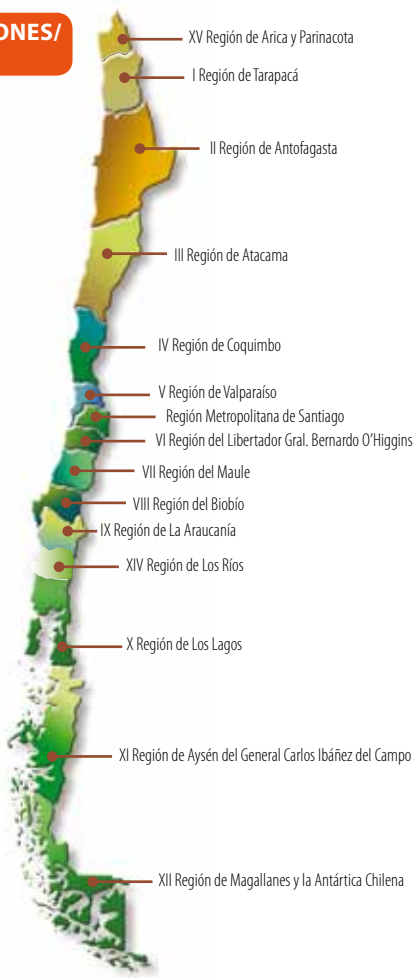 ONES/
XV Región de Arica y Parinacota
I Región de Tarapacá
II Región de Antofagasta
III Región de Atacama
IV Región de Coquimbo
V Región de Valparaíso
Región Metropolitana de Santiago
VI Región del Libertador Gral. Bernardo O’Higgins
VII Región del Maule
VIII Región del Biobío
IX Región de La Araucanía
XIV Región de Los Ríos
X Región de Los Lagos
XI Región de Aysén del General Carlos Ibáñez del Campo
XII Región de Magallanes y la Antártica Chilena